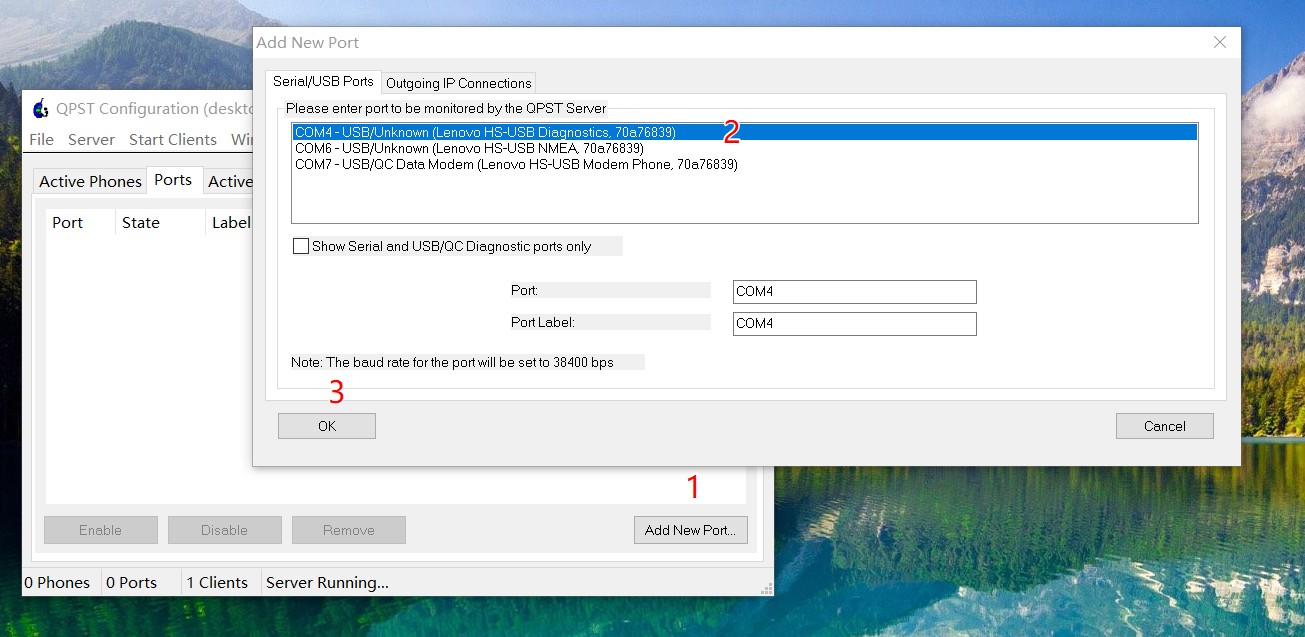 Add New Port
Serial/USB Ports Outgoing IP Connections
Please enter port to be monitored by the QPST Server
COM4 - USB/Unknown (Lenovo HS-USB Diagnostics, 70a76839) 2
COM6 - USB/Unknown (Lenovo HS-USB NMEA, 70a76839)
COM7 - USB/QC Data Modem (Lenovo HS-USB Modem Phone, 70a76839)
Show Serial and USB/QC Diagnostic ports only
Port: COM4
Port Label: COM4
Note: The baud rate for the port will be set to 38400 bps
3
OK Cancel
QPST Configuration (deskto
File Server Start Clients Wi
Active Phones Ports Active
Port State Label
1
Enable Disable Remove Add New Port...
0 Phones 0 Ports 1 Clients Server Running...